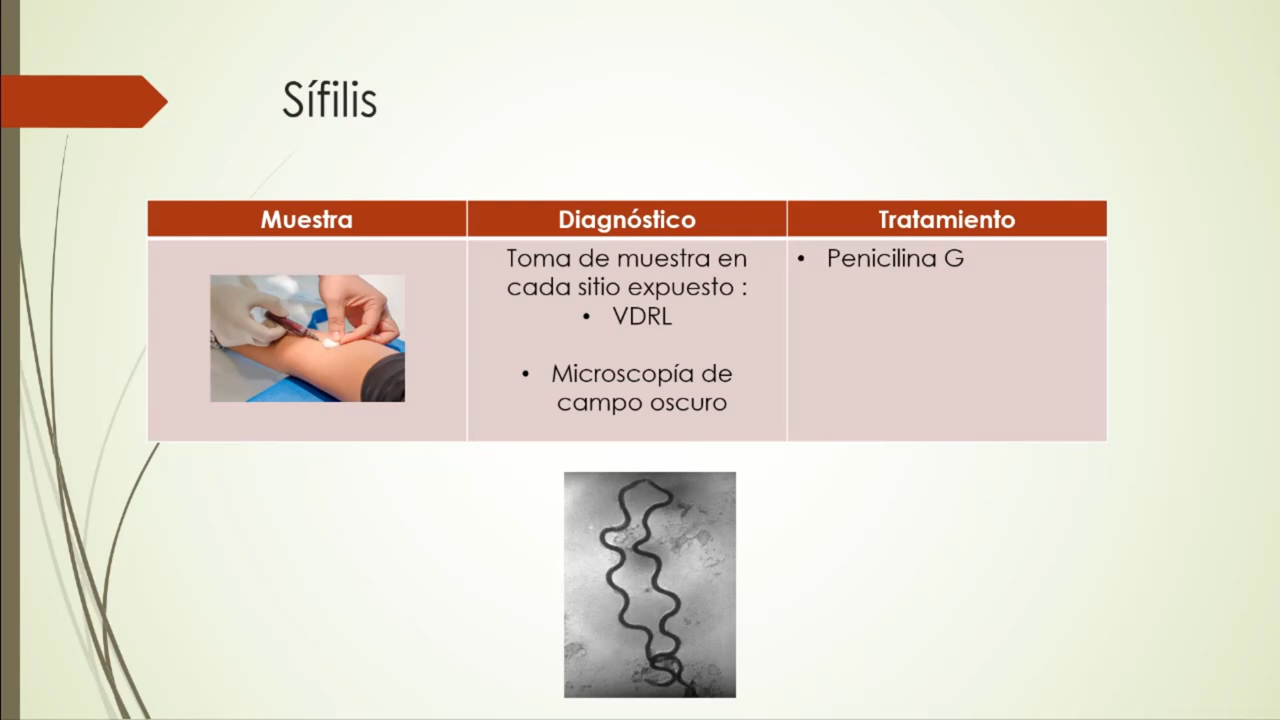 Sífilis
Muestra
Diagnóstico
Tratamiento
Toma de muestra en
cada sitio expuesto :
• VDRL
• Microscopía de
campo oscuro
• Penicilina G